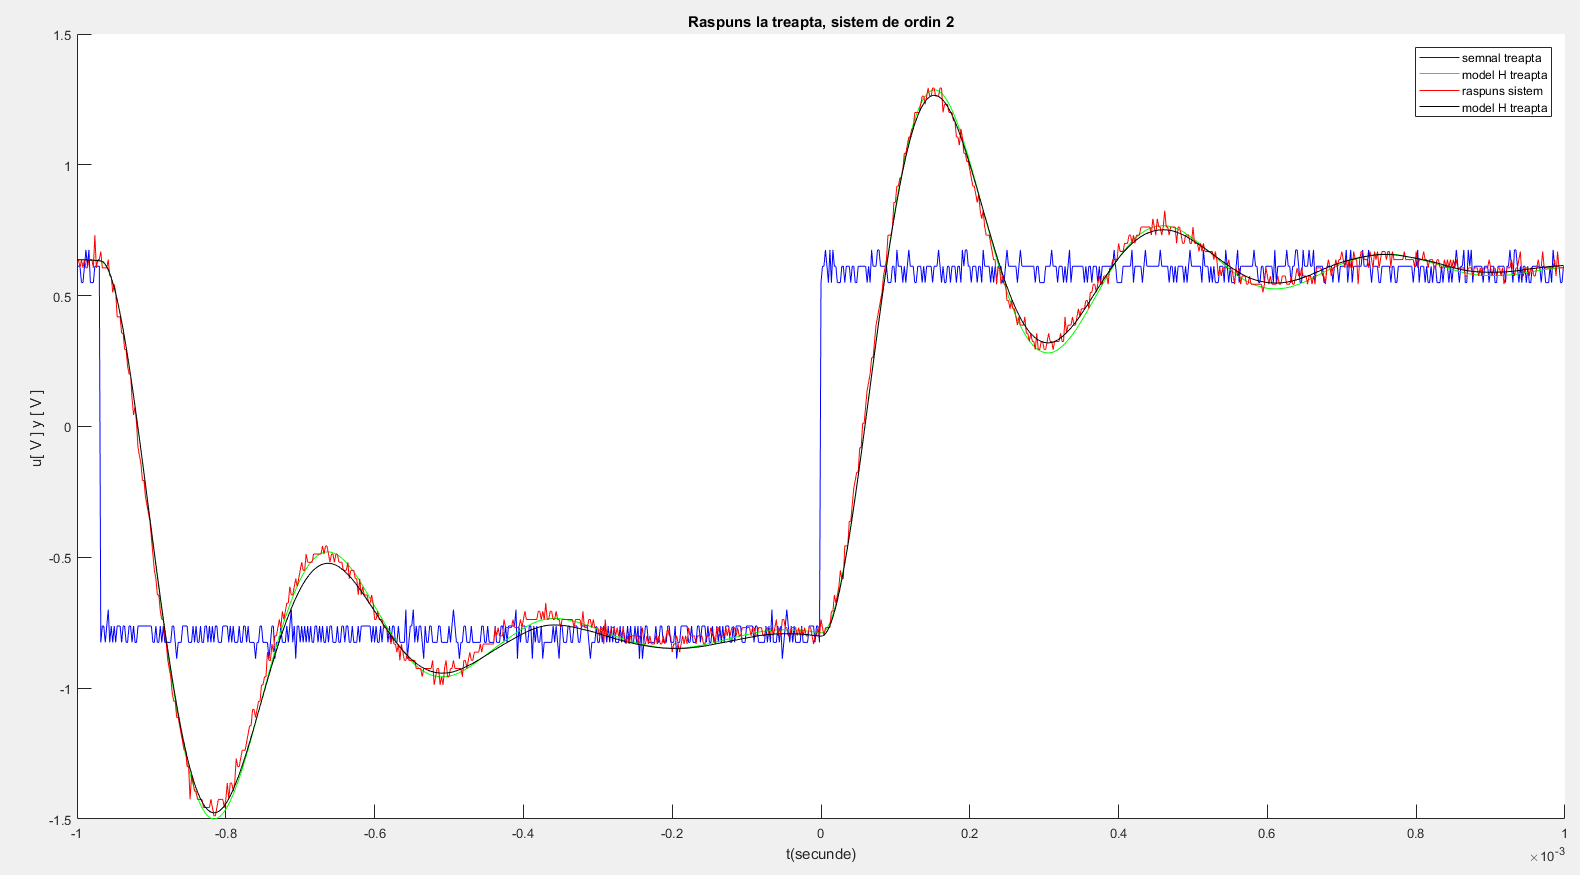 Raspuns la treapta, sistem de ordin 2
semnal treapta
model H treapta
raspuns sistem
model H treapta
1.5
1
0.5
0
-0.5
-1
-1.5
u[ V ] y [ V ]
-1 -0.8 -0.6 -0.4 -0.2 0 0.2 0.4 0.6 0.8 1
t(secunde)
×10-3